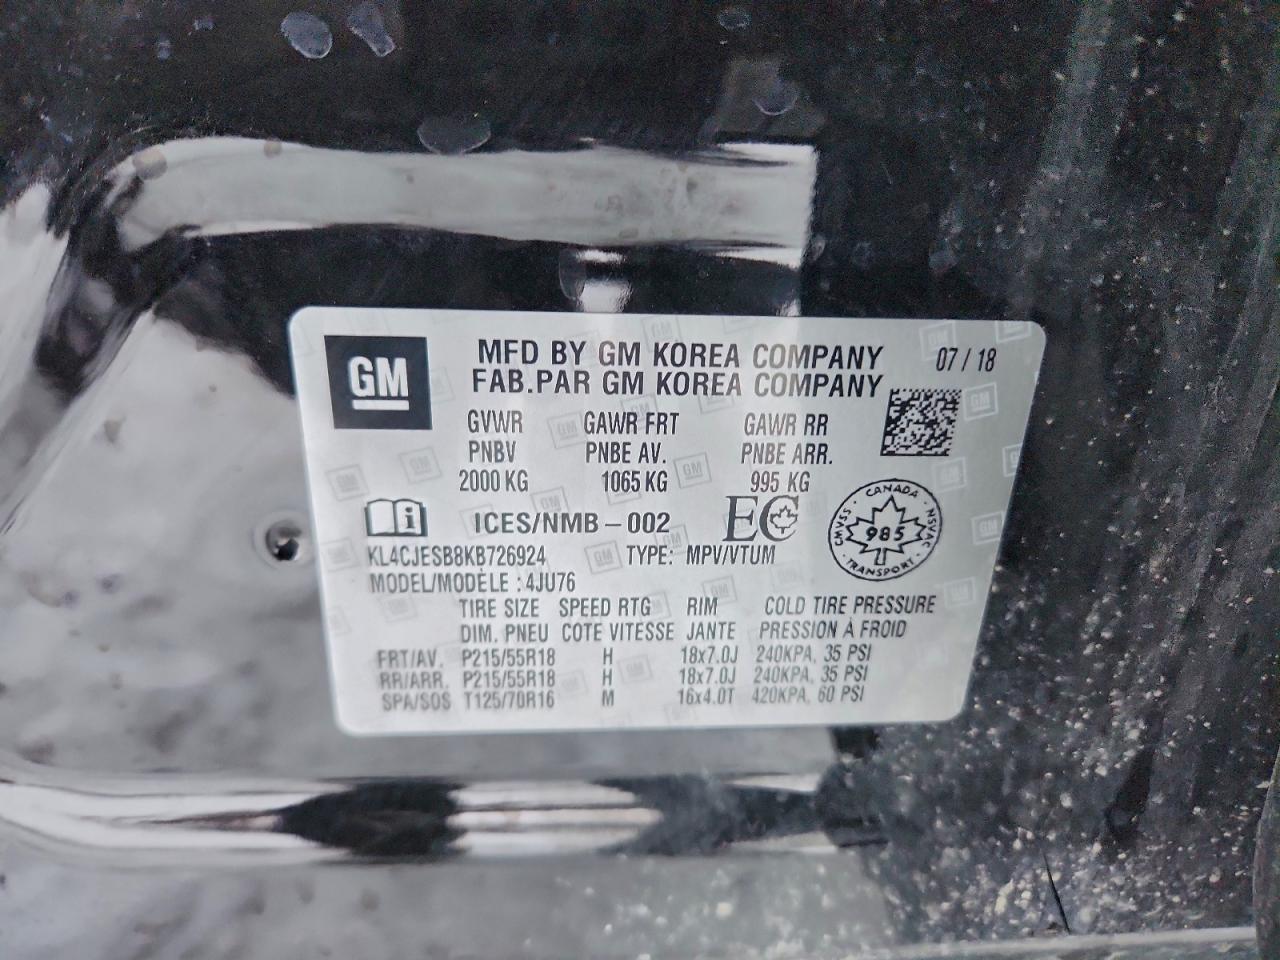 GM
MFD BY GM KOREA COMPANY 07/18
FAB.PAR GM KOREA COMPANY
GVWR GAWR FRT GAWR RR
PNBV PNBE AV. PNBE ARR.
2000 KG 1065 KG 995 KG
ICES/NMB-002 EC
CANADA
CMVSS 985 NSVAC
TRANSPORT
KL4CJESB8KB726924 TYPE: MPV/VTUM
MODEL/MODÈLE : 4JU76
TIRE SIZE SPEED RTG RIM COLD TIRE PRESSURE
DIM. PNEU COTE VITESSE JANTE PRESSION À FROID
FRT/AV. P215/55R18 H 18x7.0J 240KPA, 35 PSI
RR/ARR. P215/55R18 H 18x7.0J 240KPA, 35 PSI
SPA/SOS T125/70R16 M 16x4.0T 420KPA, 60 PSI